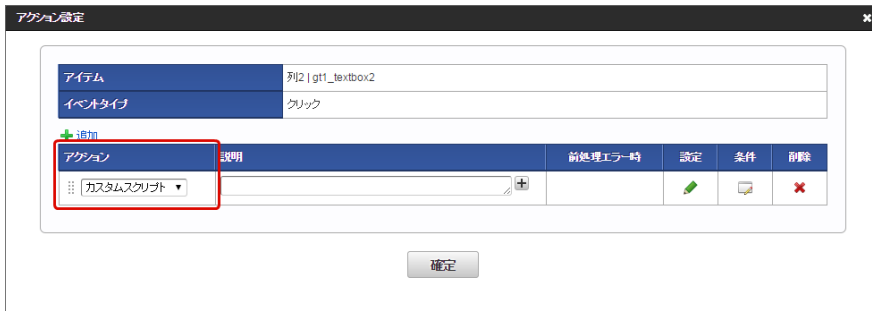 アクション設定
アイテム 列2 | gt1_textbox2
イベントタイプ クリック
追加
アクション 説明 前処理エラー時 設定 条件 削除
カスタムスクリプト
確定